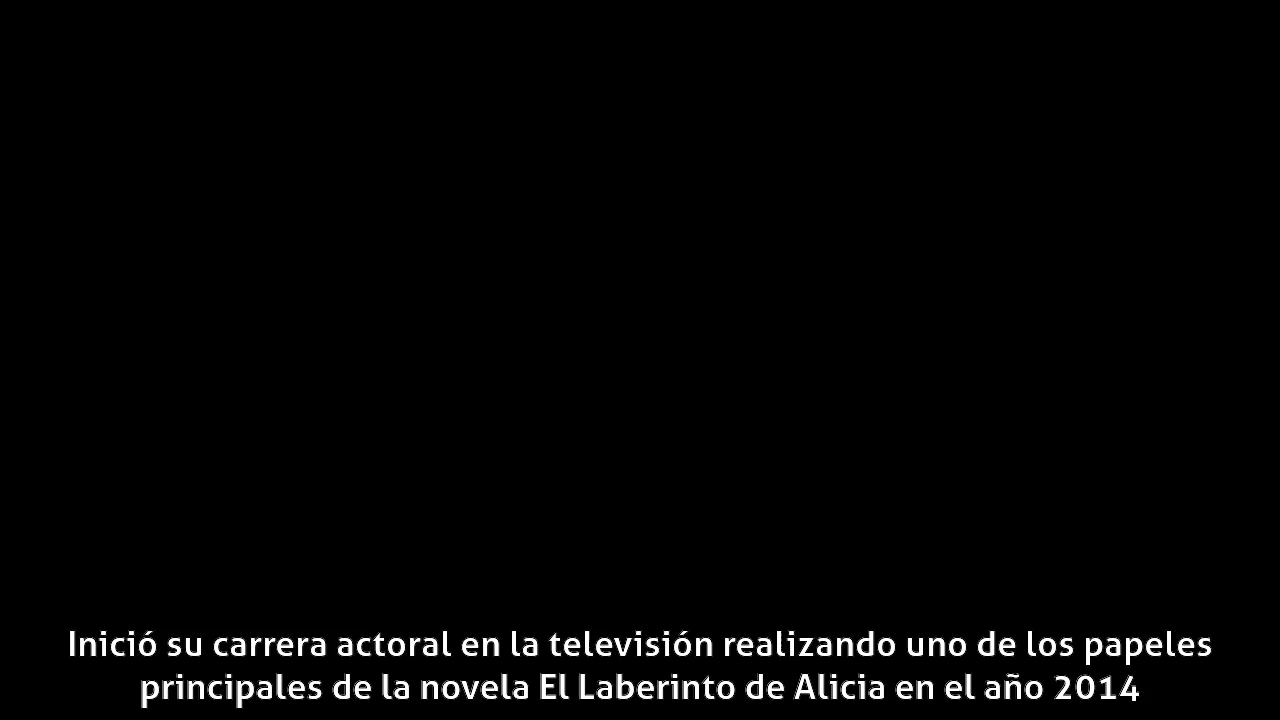 Inició su carrera actoral en la televisión realizando uno de los papeles
principales de la novela El Laberinto de Alicia en el año 2014